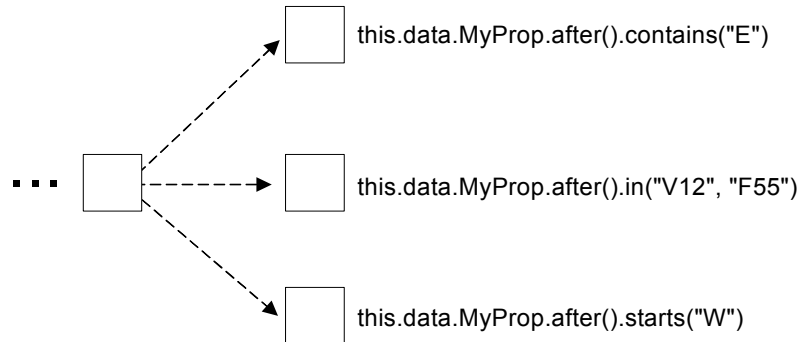 this.data.MyProp.after().contains("E")
this.data.MyProp.after().in("V12", "F55")
this.data.MyProp.after().starts("W")